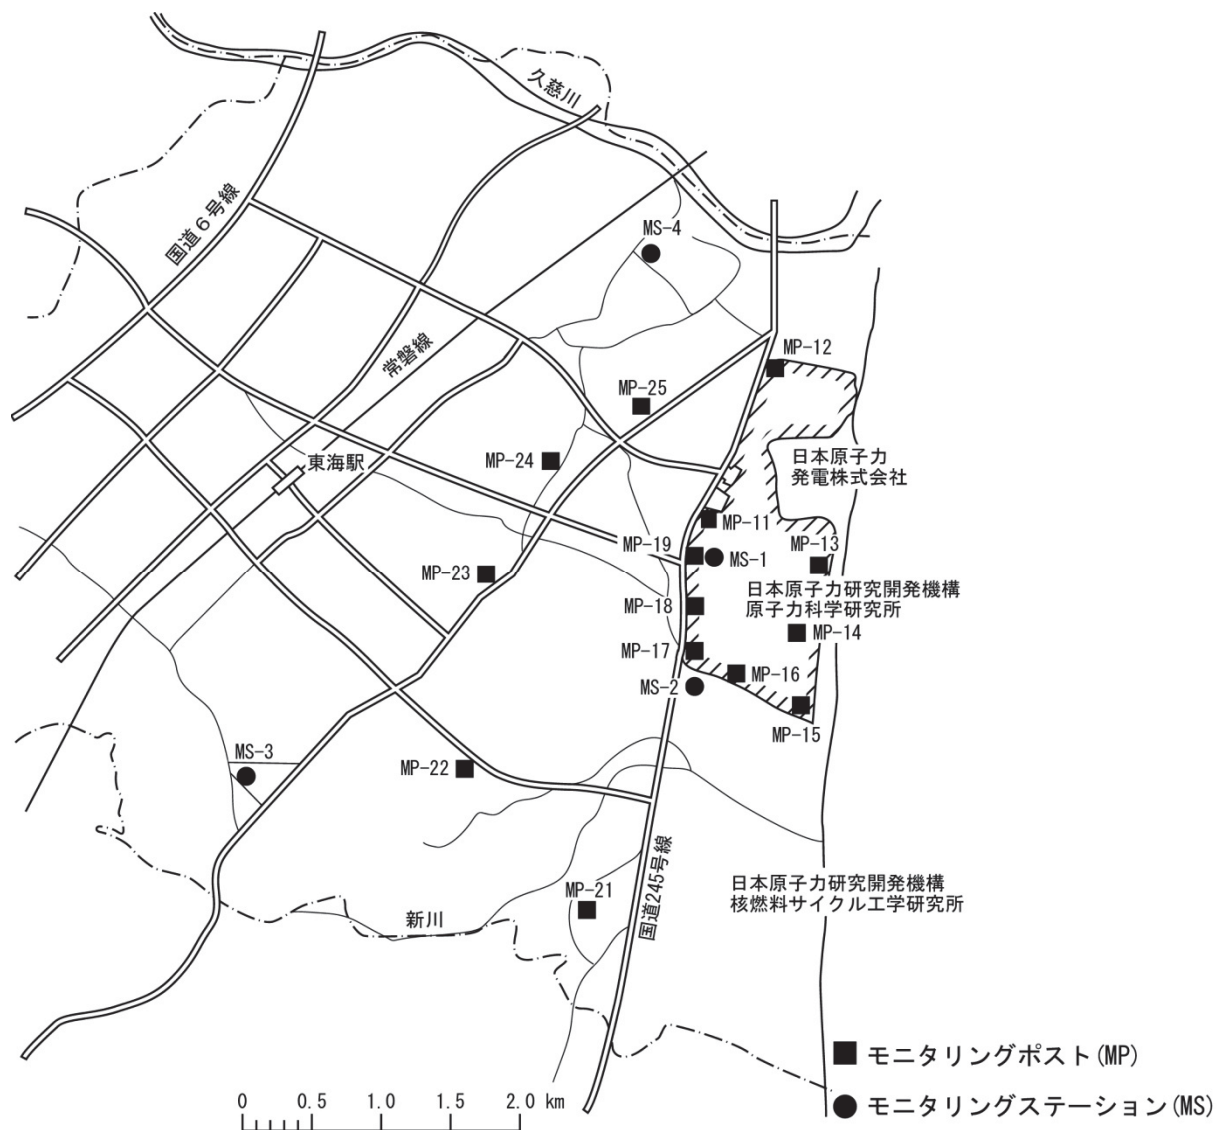 久慈川
国道6号線
MS-4
常磐線
MP-12
MP-25
東海駅
MP-24
日本原子力
発電株式会社
MP-11
MP-19
MS-1
MP-13
MP-23
日本原子力研究開発機構
原子力科学研究所
MP-18
MP-14
MP-17
MP-16
MS-2
MP-15
MS-3
MP-22
国道245号線
日本原子力研究開発機構
核燃料サイクル工学研究所
MP-21
新川
モニタリングポスト(MP)
モニタリングステーション(MS)
0 0.5 1.0 1.5 2.0 km